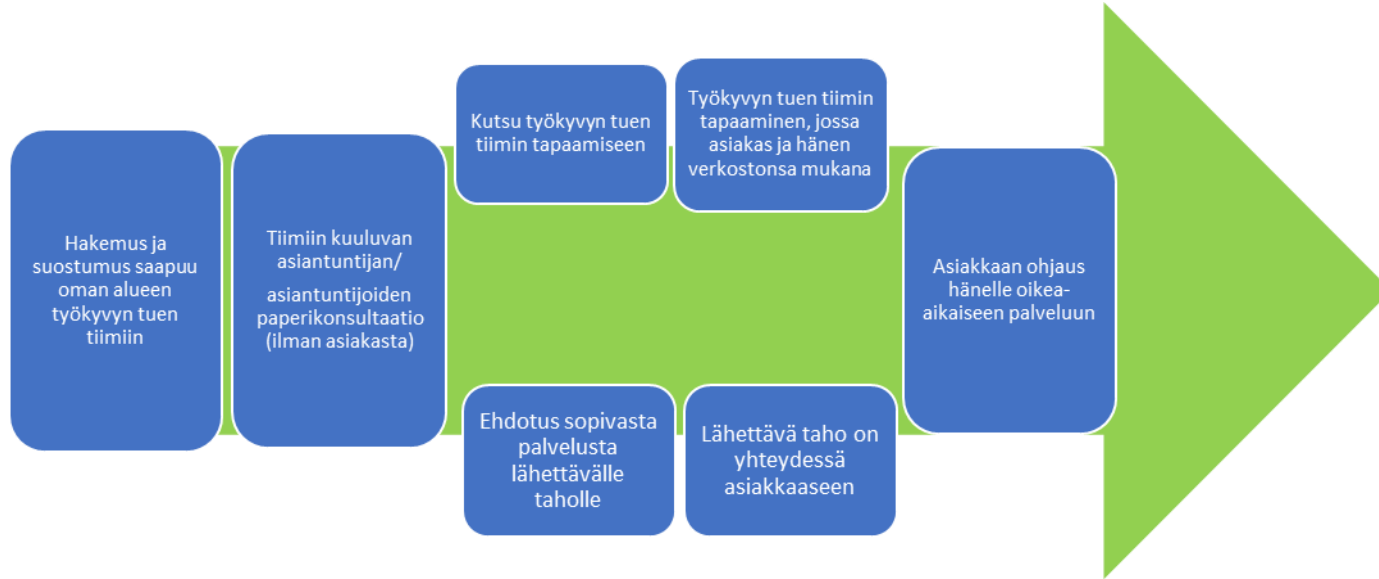 Hakemus ja
suostumus saapuu
oman alueen
työkyvyn tuen
tiimiin
Tiimiin kuuluvan
asiantuntijan/
asiantuntijoiden
paperikonsultaatio
(ilman asiakasta)
Kutsu työkyvyn tuen
tiimin tapaamiseen
Työkyvyn tuen tiimin
tapaaminen, jossa
asiakas ja hänen
verkostonsa mukana
Ehdotus sopivasta
palvelusta
lähettävälle
taholle
Lähettävä taho on
yhteydessä
asiakkaaseen
Asiakkaan ohjaus
hänelle oikea-
aikaiseen palveluun